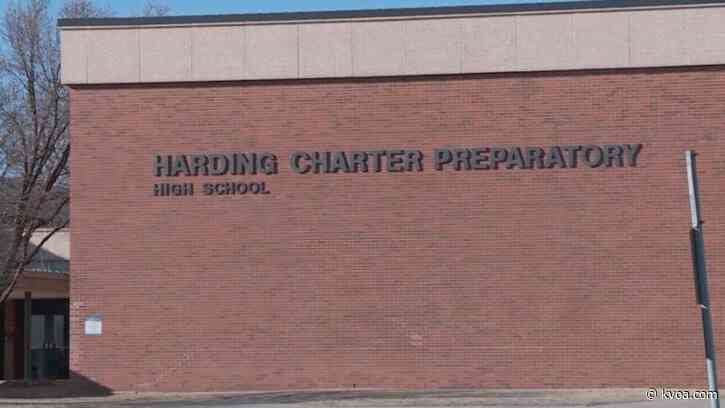 HARDING CHARTER PREPARATORY
HIGH SCHOOL
© kvoa.com